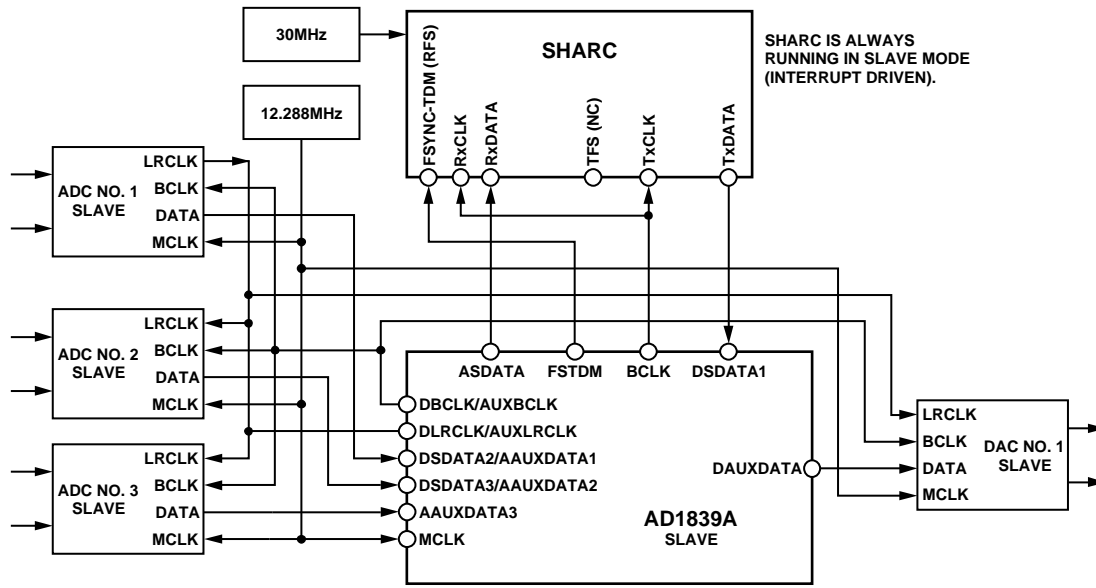 30MHz
12.288MHz
SHARC
FSYNC-TDM (RFS)
RxCLK
RxDATA
TFS (NC)
TxCLK
TxDATA
SHARC IS ALWAYS
RUNNING IN SLAVE MODE
(INTERRUPT DRIVEN).
ADC NO. 1
SLAVE
LRCLK
BCLK
DATA
MCLK
ADC NO. 2
SLAVE
LRCLK
BCLK
DATA
MCLK
ADC NO. 3
SLAVE
LRCLK
BCLK
DATA
MCLK
ASDATA
FSTDM
BCLK
DSDATA1
DBCLK/AUXBCLK
DLRCLK/AUXLRCLK
DSDATA2/AAUXDATA1
DSDATA3/AAUXDATA2
AAUXDATA3
MCLK
DAUXDATA
AD1839A
SLAVE
LRCLK
BCLK
DATA
MCLK
DAC NO. 1
SLAVE